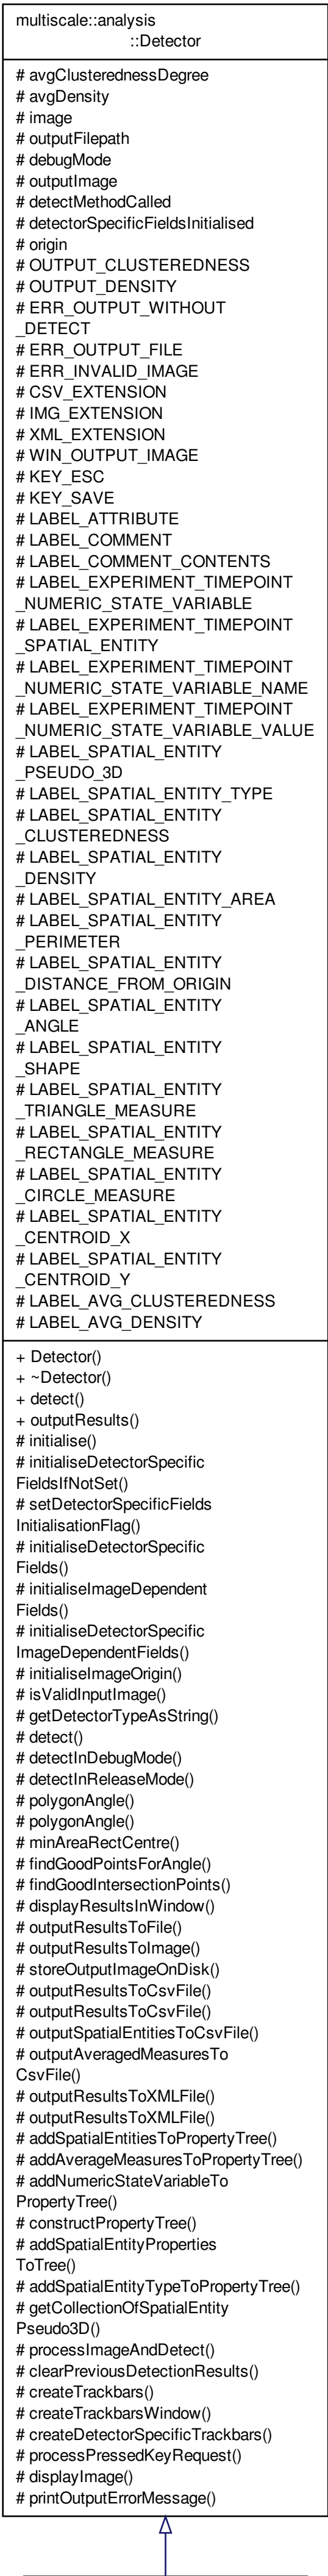 multiscale::analysis
::Detector
# avgClusterednessDegree
# avgDensity
# image
# outputFilepath
# debugMode
# outputImage
# detectMethodCalled
# detectorSpecificFieldsInitialised
# origin
# OUTPUT_CLUSTEREDNESS
# OUTPUT_DENSITY
# ERR_OUTPUT_WITHOUT
_DETECT
# ERR_OUTPUT_FILE
# ERR_INVALID_IMAGE
# CSV_EXTENSION
# IMG_EXTENSION
# XML_EXTENSION
# WIN_OUTPUT_IMAGE
# KEY_ESC
# KEY_SAVE
# LABEL_ATTRIBUTE
# LABEL_COMMENT
# LABEL_COMMENT_CONTENTS
# LABEL_EXPERIMENT_TIMEPOINT
_NUMERIC_STATE_VARIABLE
# LABEL_EXPERIMENT_TIMEPOINT
_SPATIAL_ENTITY
# LABEL_EXPERIMENT_TIMEPOINT
_NUMERIC_STATE_VARIABLE_NAME
# LABEL_EXPERIMENT_TIMEPOINT
_NUMERIC_STATE_VARIABLE_VALUE
# LABEL_SPATIAL_ENTITY
_PSEUDO_3D
# LABEL_SPATIAL_ENTITY_TYPE
# LABEL_SPATIAL_ENTITY
_CLUSTEREDNESS
# LABEL_SPATIAL_ENTITY
_DENSITY
# LABEL_SPATIAL_ENTITY_AREA
# LABEL_SPATIAL_ENTITY
_PERIMETER
# LABEL_SPATIAL_ENTITY
_DISTANCE_FROM_ORIGIN
# LABEL_SPATIAL_ENTITY
_ANGLE
# LABEL_SPATIAL_ENTITY
_SHAPE
# LABEL_SPATIAL_ENTITY
_TRIANGLE_MEASURE
# LABEL_SPATIAL_ENTITY
_RECTANGLE_MEASURE
# LABEL_SPATIAL_ENTITY
_CIRCLE_MEASURE
# LABEL_SPATIAL_ENTITY
_CENTROID_X
# LABEL_SPATIAL_ENTITY
_CENTROID_Y
# LABEL_AVG_CLUSTEREDNESS
# LABEL_AVG_DENSITY
+ Detector()
+ ~Detector()
+ detect()
+ outputResults()
# initialise()
# initialiseDetectorSpecific
FieldsIfNotSet()
# setDetectorSpecificFields
InitialisationFlag()
# initialiseDetectorSpecific
Fields()
# initialiseImageDependent
Fields()
# initialiseDetectorSpecific
ImageDependentFields()
# initialiseImageOrigin()
# isValidInputImage()
# getDetectorTypeAsString()
# detect()
# detectInDebugMode()
# detectInReleaseMode()
# polygonAngle()
# polygonAngle()
# minAreaRectCentre()
# findGoodPointsForAngle()
# findGoodIntersectionPoints()
# displayResultsInWindow()
# outputResultsToFile()
# outputResultsToImage()
# storeOutputImageOnDisk()
# outputResultsToCsvFile()
# outputResultsToCsvFile()
# outputSpatialEntitiesToCsvFile()
# outputAveragedMeasuresTo
CsvFile()
# outputResultsToXMLFile()
# outputResultsToXMLFile()
# addSpatialEntitiesToPropertyTree()
# addAverageMeasuresToPropertyTree()
# addNumericStateVariableTo
PropertyTree()
# constructPropertyTree()
# addSpatialEntityProperties
ToTree()
# addSpatialEntityTypeToPropertyTree()
# getCollectionOfSpatialEntity
Pseudo3D()
# processImageAndDetect()
# clearPreviousDetectionResults()
# createTrackbars()
# createTrackbarsWindow()
# createDetectorSpecificTrackbars()
# processPressedKeyRequest()
# displayImage()
# printOutputErrorMessage()